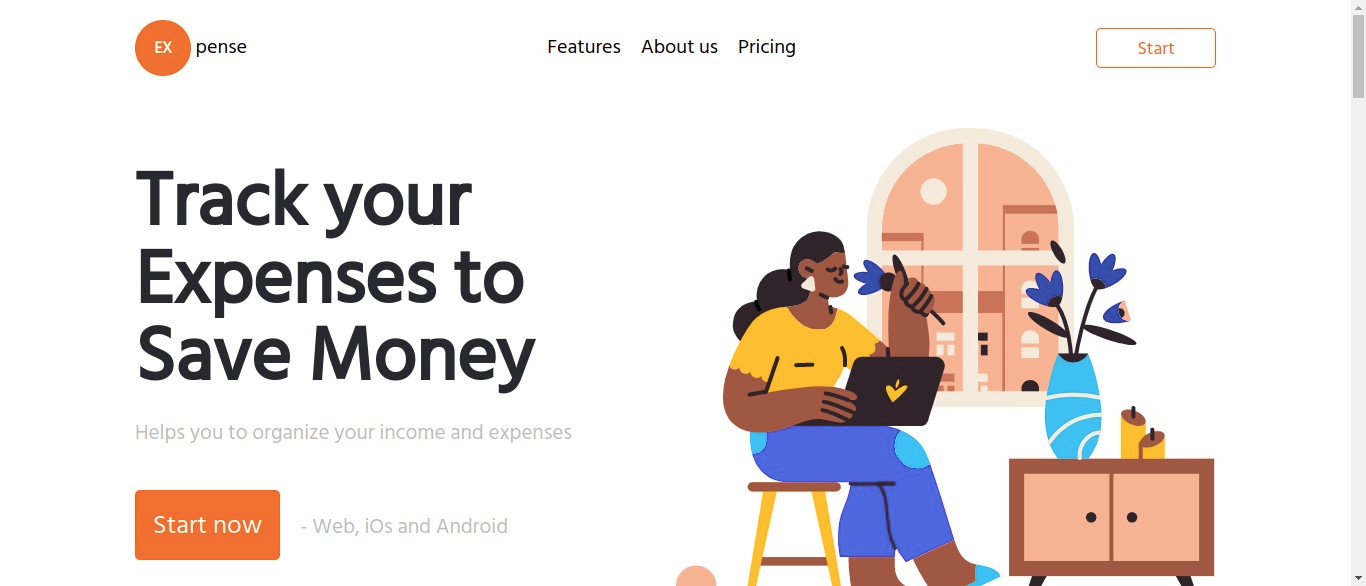 EX pense
Features About us Pricing
Start
Track your
Expenses to
Save Money
Helps you to organize your income and expenses
Start now
- Web, iOs and Android